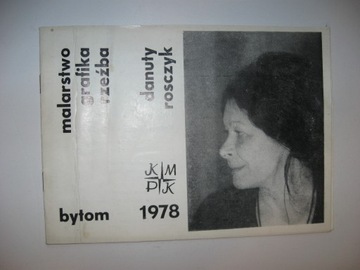 malarstwo
grafika
rzeźba
danuty
rosczyk
KMPiK
bytom 1978